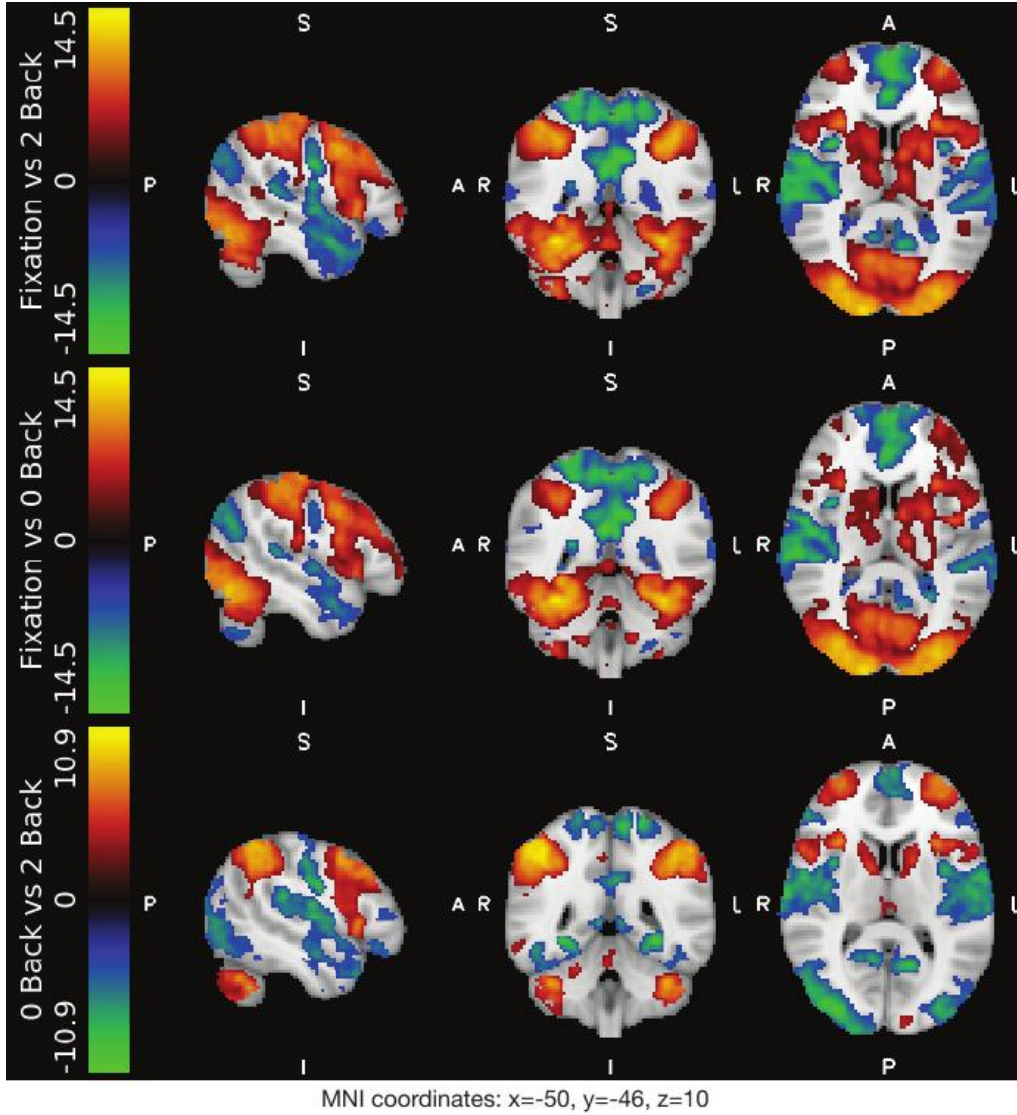 Fixation vs 2 Back
14.5
0
-14.5
S
P
A
I
S
R
L
I
A
R
L
P
Fixation vs 0 Back
14.5
0
-14.5
S
P
A
I
S
R
L
I
A
R
L
P
0 Back vs 2 Back
10.9
0
-10.9
S
P
A
I
S
R
L
I
A
R
L
P
MNI coordinates: x=-50, y=-46, z=10